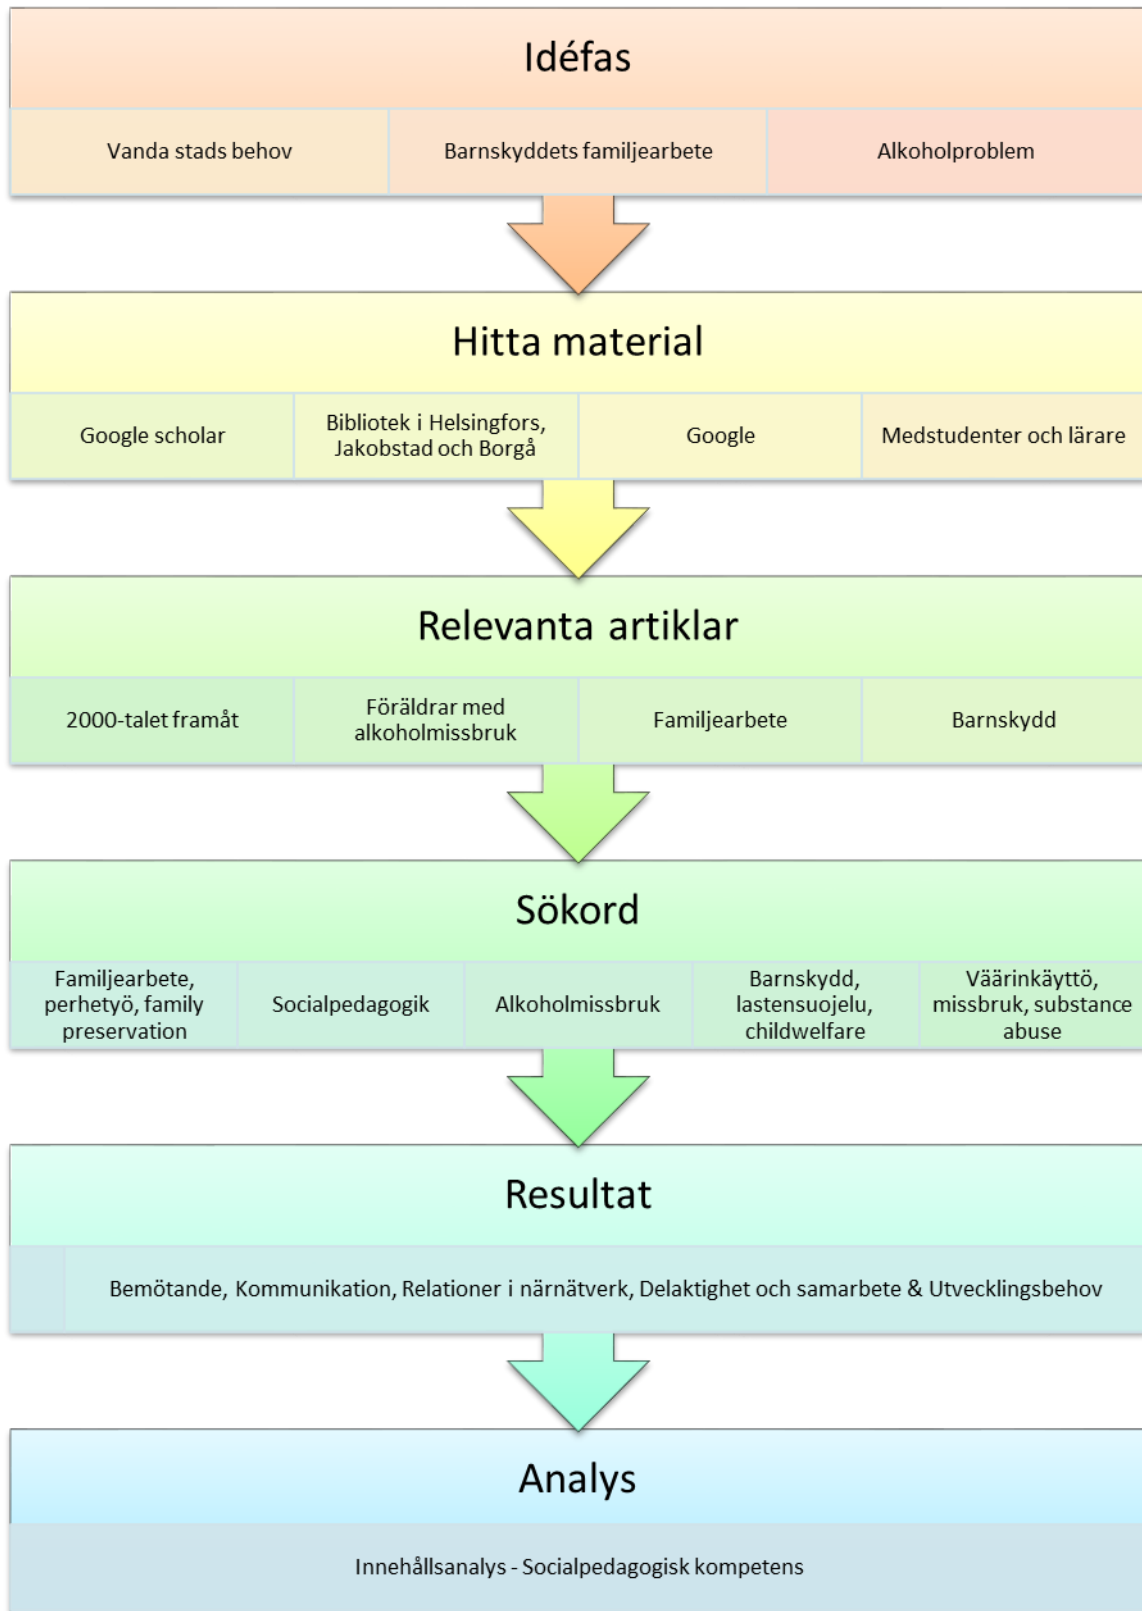 Idéfas
Vanda stads behov
Barnskyddets familjearbete
Alkoholproblem
Hitta material
Google scholar
Bibliotek i Helsingfors,
Jakobstad och Borgå
Google
Medstudenter och lärare
Relevanta artiklar
2000-talet framåt
Föräldrar med
alkoholmissbruk
Familjearbete
Barnskydd
Sökord
Familjearbete,
perhetyö, family
preservation
Socialpedagogik
Alkoholmissbruk
Barnskydd,
lastensuojelu,
childwelfare
Väärinkäyttö,
missbruk, substance
abuse
Resultat
Bemötande, Kommunikation, Relationer i närnätverk, Delaktighet och samarbete & Utvecklingsbehov
Analys
Innehållsanalys - Socialpedagogisk kompetens